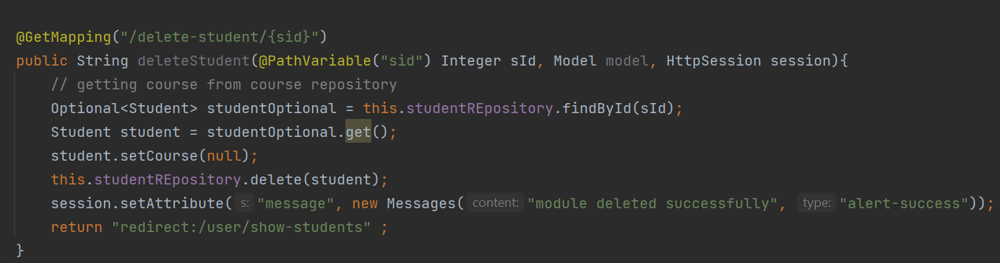 @GetMapping("/delete-student/{sid}")
public String deleteStudent(@PathVariable("sid") Integer sId, Model model, HttpSession session){
// getting course from course repository
Optional<Student> studentOptional = this.studentREpository.findById(sId);
Student student = studentOptional.get();
student.setCourse(null);
this.studentREpository.delete(student);
session.setAttribute( s: "message", new Messages( content: "module deleted successfully", type: "alert-success"));
return "redirect:/user/show-students" ;
}